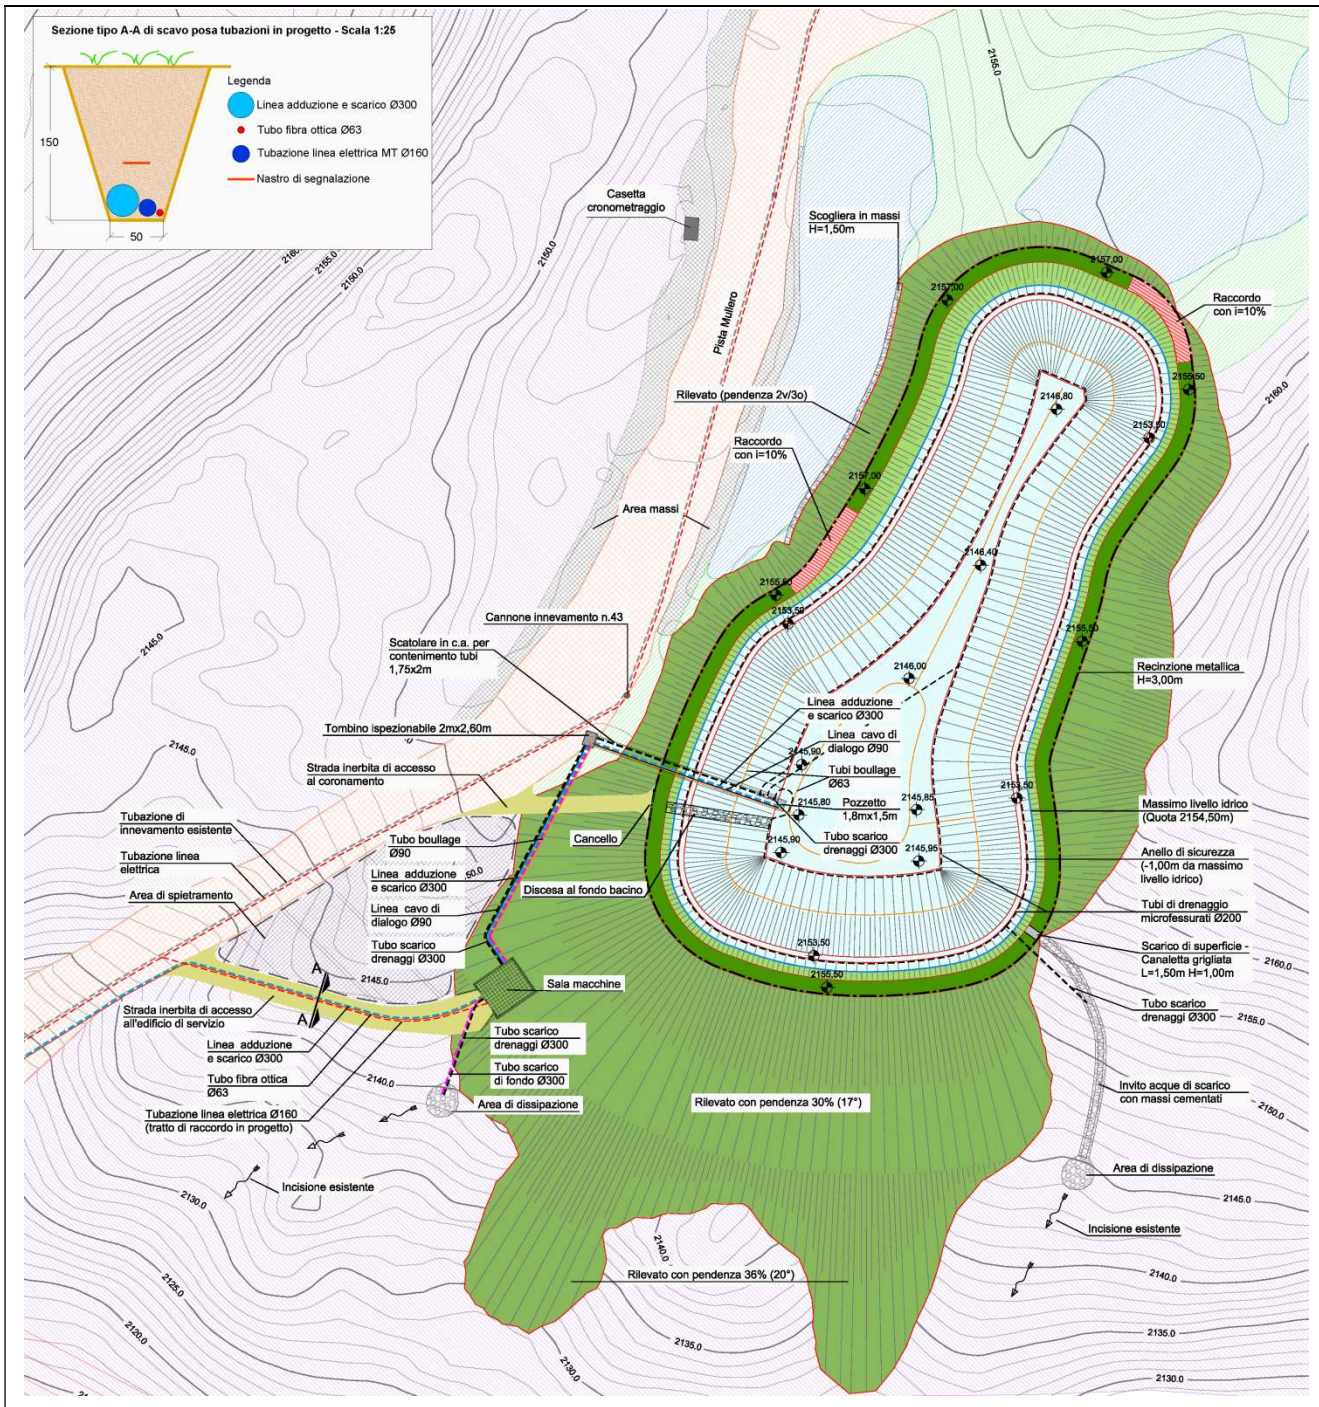 Sezione tipo A-A di scavo posa tubazioni in progetto - Scala 1:25
Legenda
Linea adduzione e scarico Ø300
Tubo fibra ottica Ø63
Tubazione linea elettrica MT Ø160
Nastro di segnalazione
150
50
2155.0
2150.0
2150.0
2155.0
Casetta
cronometraggio
Scogliera in massi
H=1,50m
2157,00
2157,00
Raccordo
con i=10%
Pista Mullero
2155,50
2160.0
Rilevato (pendenza 2v/3o)
2146,80
2153,50
Raccordo
con i=10%
2157,00
Area massi
2146,40
2155,50
2153,50
2145.0
Cannone innevamento n.43
2155,50
Scatolare in c.a. per
contenimento tubi
1,75x2m
2146,00
Recinzione metallica
H=3,00m
Linea adduzione
e scarico Ø300
Tombino ispezionabile 2mx2,60m
Linea cavo di
dialogo Ø90
2145.0
2145,90
Strada inerbita di accesso
al coronamento
Tubi boullage
Ø63
2153,50
Pozzetto
1,8mx1,5m
2145,80
2145,85
Massimo livello idrico
(Quota 2154,50m)
Tubazione di
innevamento esistente
Tubo boullage
Ø90
Cancello
Tubo scarico
drenaggi Ø300
2145,90
2145,95
Anello di sicurezza
(-1,00m da massimo
livello idrico)
Tubazione linea
elettrica
Linea adduzione
e scarico Ø300
Discesa al fondo bacino
Area di spietramento
Linea cavo di
dialogo Ø90
Tubi di drenaggio
microfessurati Ø200
Tubo scarico
drenaggi Ø300
2153,50
Scarico di superficie -
Canaletta grigliata
L=1,50m H=1,00m
2160.0
A
2145.0
Sala macchine
2155,50
Strada inerbita di accesso
all'edificio di servizio
A
Tubo scarico
drenaggi Ø300
2155.0
Linea adduzione
e scarico Ø300
Tubo scarico
drenaggi Ø300
Tubo fibra ottica
Ø63
2140.0
Tubo scarico
di fondo Ø300
Invito acque di scarico
con massi cementati
2150.0
Tubazione linea elettrica Ø160
(tratto di raccordo in progetto)
Area di dissipazione
Rilevato con pendenza 30% (17°)
Area di dissipazione
Incisione esistente
2130.0
2145.0
Incisione esistente
2140.0
Rilevato con pendenza 36% (20°)
2140.0
2125.0
2120.0
2135.0
2135.0
2130.0
2130.0